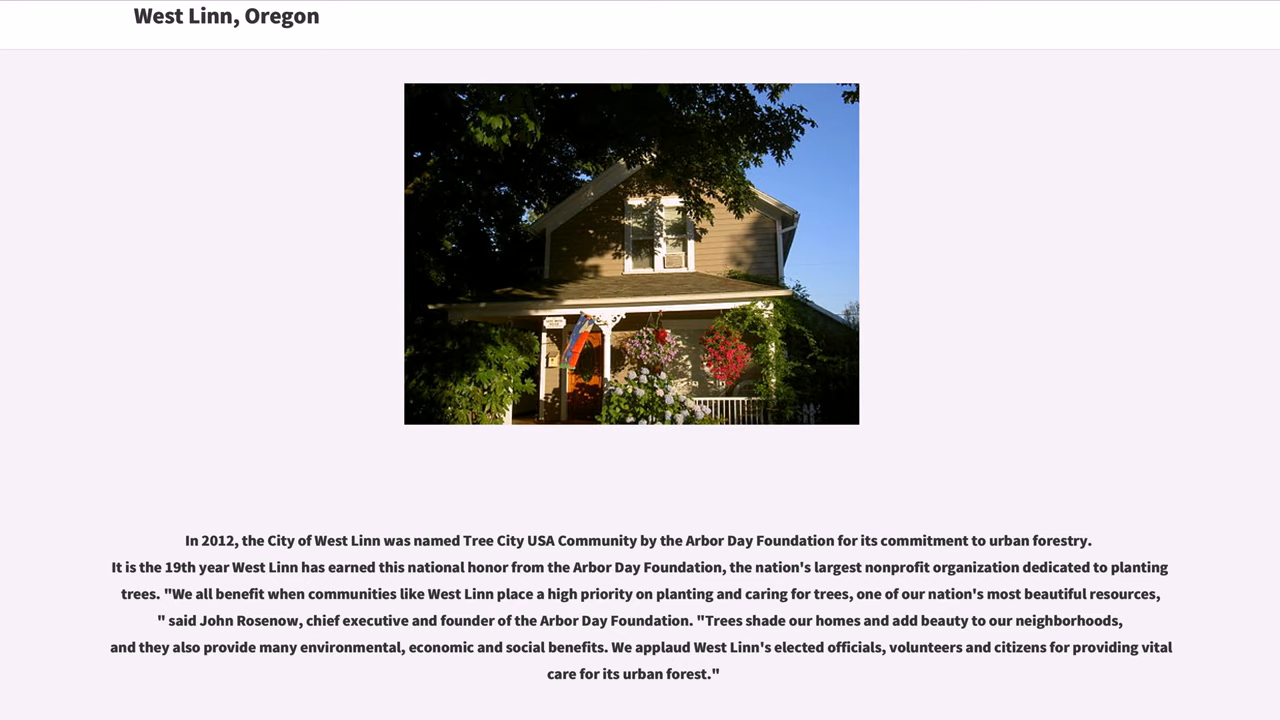 West Linn, Oregon
In 2012, the City of West Linn was named Tree City USA Community by the Arbor Day Foundation for its commitment to urban forestry.
It is the 19th year West Linn has earned this national honor from the Arbor Day Foundation, the nation's largest nonprofit organization dedicated to planting
trees. "We all benefit when communities like West Linn place a high priority on planting and caring for trees, one of our nation's most beautiful resources,
" said John Rosenow, chief executive and founder of the Arbor Day Foundation. "Trees shade our homes and add beauty to our neighborhoods,
and they also provide many environmental, economic and social benefits. We applaud West Linn's elected officials, volunteers and citizens for providing vital
care for its urban forest."